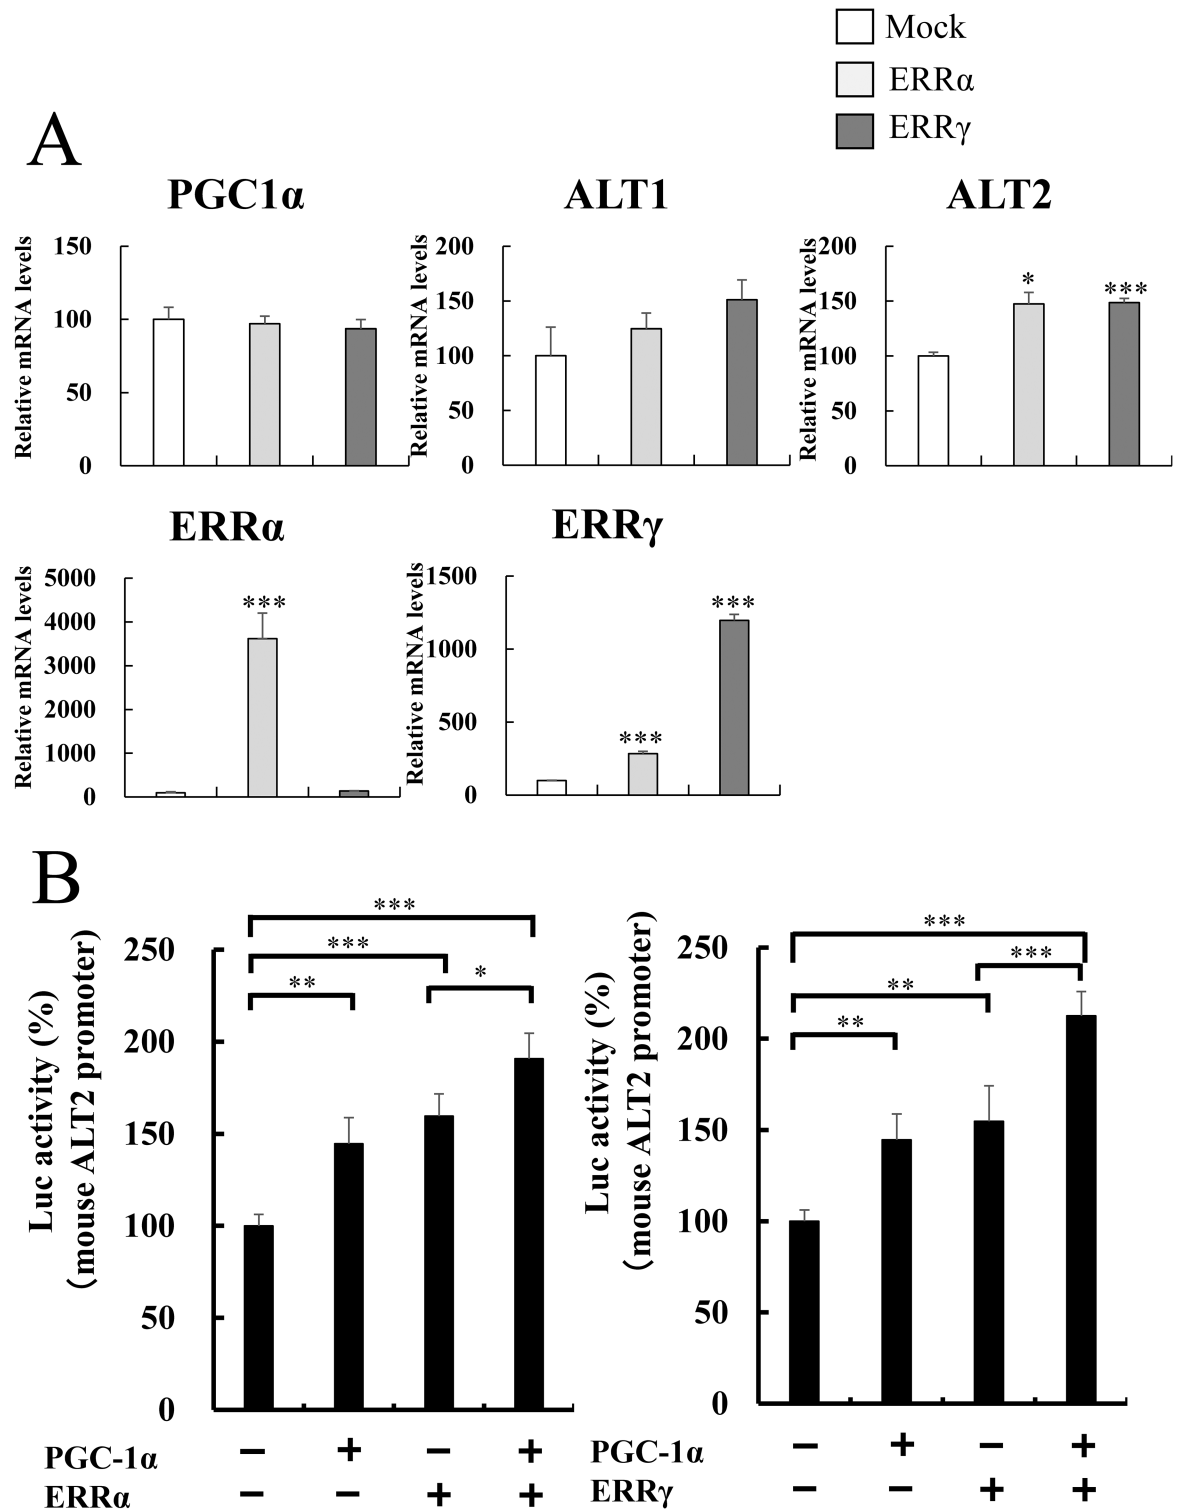 Mock
ERRα
ERRγ
A
PGC1α
ALT1
ALT2
Relative mRNA levels
150
100
50
0
Relative mRNA levels
200
150
100
50
0
Relative mRNA levels
200
150
100
50
0
*
***
ERRα
ERRγ
Relative mRNA levels
5000
4000
3000
2000
1000
0
***
Relative mRNA levels
1500
1000
500
0
***
***
B
Luc activity (%)
(mouse ALT2 promoter)
250
200
150
100
50
0
***
***
**
*
PGC-1α − + − +
ERRα − − + +
Luc activity (%)
(mouse ALT2 promoter)
250
200
150
100
50
0
***
***
**
**
PGC-1α − + − +
ERRγ − − + +